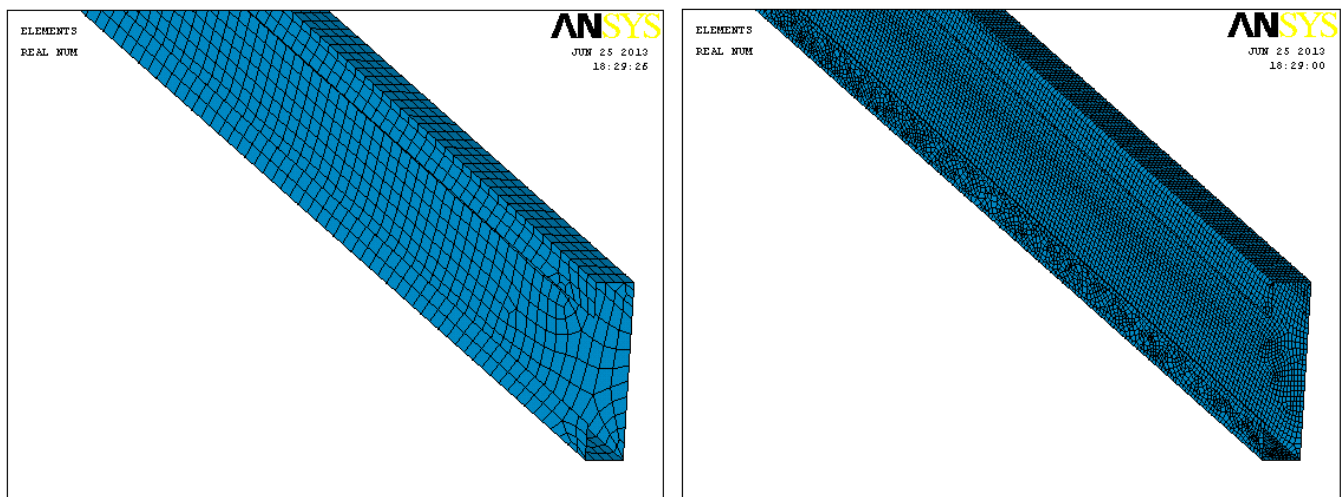 ELEMENTS
REAL NUM
ANSYS
JUN 25 2013
18:29:26
ELEMENTS
REAL NUM
ANSYS
JUN 25 2013
18:29:00